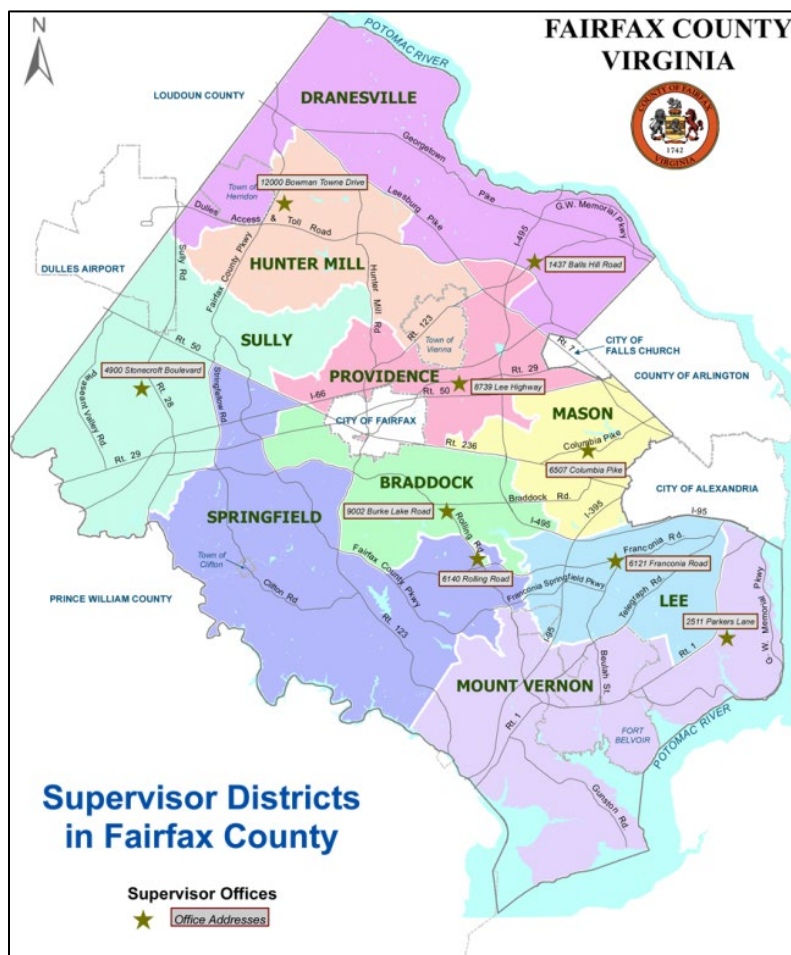 FAIRFAX COUNTY
VIRGINIA
COUNTY OF FAIRFAX
1742
VIRGINIA
N
POTOMAC RIVER
LOUDOUN COUNTY
DRANESVILLE
Georgetown
Pike
12000 Bowman Towne Drive
Town of
Herndon
Leesburg
Pike
G.W. Memorial Pkwy
I-495
Dulles
Access & Toll Road
HUNTER MILL
1437 Balls Hill Road
DULLES AIRPORT
Sully Rd
Fairfax County Pkwy
Hunter Mill Rd
Rt. 123
Town of
Vienna
SULLY
Rt. 7
CITY OF
FALLS CHURCH
COUNTY OF ARLINGTON
Rt. 50
4900 Stonecroft Boulevard
Pleasant Valley Rd.
Rt. 28
Stringfellow Rd.
PROVIDENCE
Rt. 29
I-66
Rt. 50
8739 Lee Highway
CITY OF FAIRFAX
MASON
Rt. 29
Rt. 236
Columbia Pike
6507 Columbia Pike
BRADDOCK
Braddock Rd.
I-395
CITY OF ALEXANDRIA
9002 Burke Lake Road
I-495
I-95
SPRINGFIELD
Rolling Rd
Franconia Rd.
Town of
Clifton
Fairfax County Pkwy
6140 Rolling Road
6121 Franconia Road
Franconia Springfield Pkwy
Telegraph Rd
PRINCE WILLIAM COUNTY
Clifton Rd.
LEE
2511 Parkers Lane
G.W. Memorial Pkwy
Rt. 123
I-95
MOUNT VERNON
Beulah St.
Rt. 1
Rt. 1
FORT
BELVOIR
POTOMAC RIVER
Gunston Rd.
Supervisor Districts
in Fairfax County
Supervisor Offices
Office Addresses